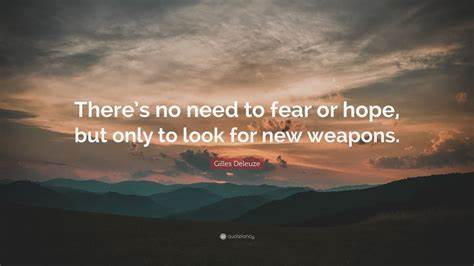 There's no need to fear or hope,
but only to look for new weapons.
Gilles Deleuze
quotefancy